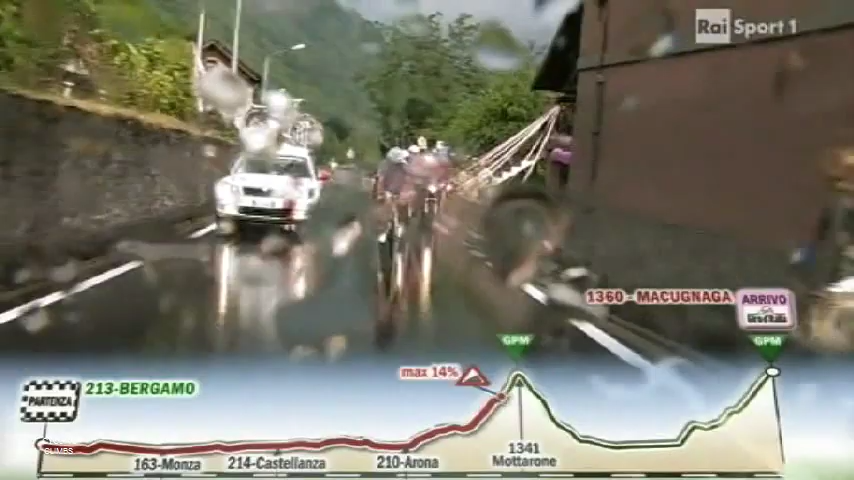 Rai Sport 1
1360 - MACUGNAGA
ARRIVO
GPM
GPM
max 14%
PARTENZA
213-BERGAMO
CLIMBS
163-Monza
214-Castellanza
210-Arona
1341
Mottarone